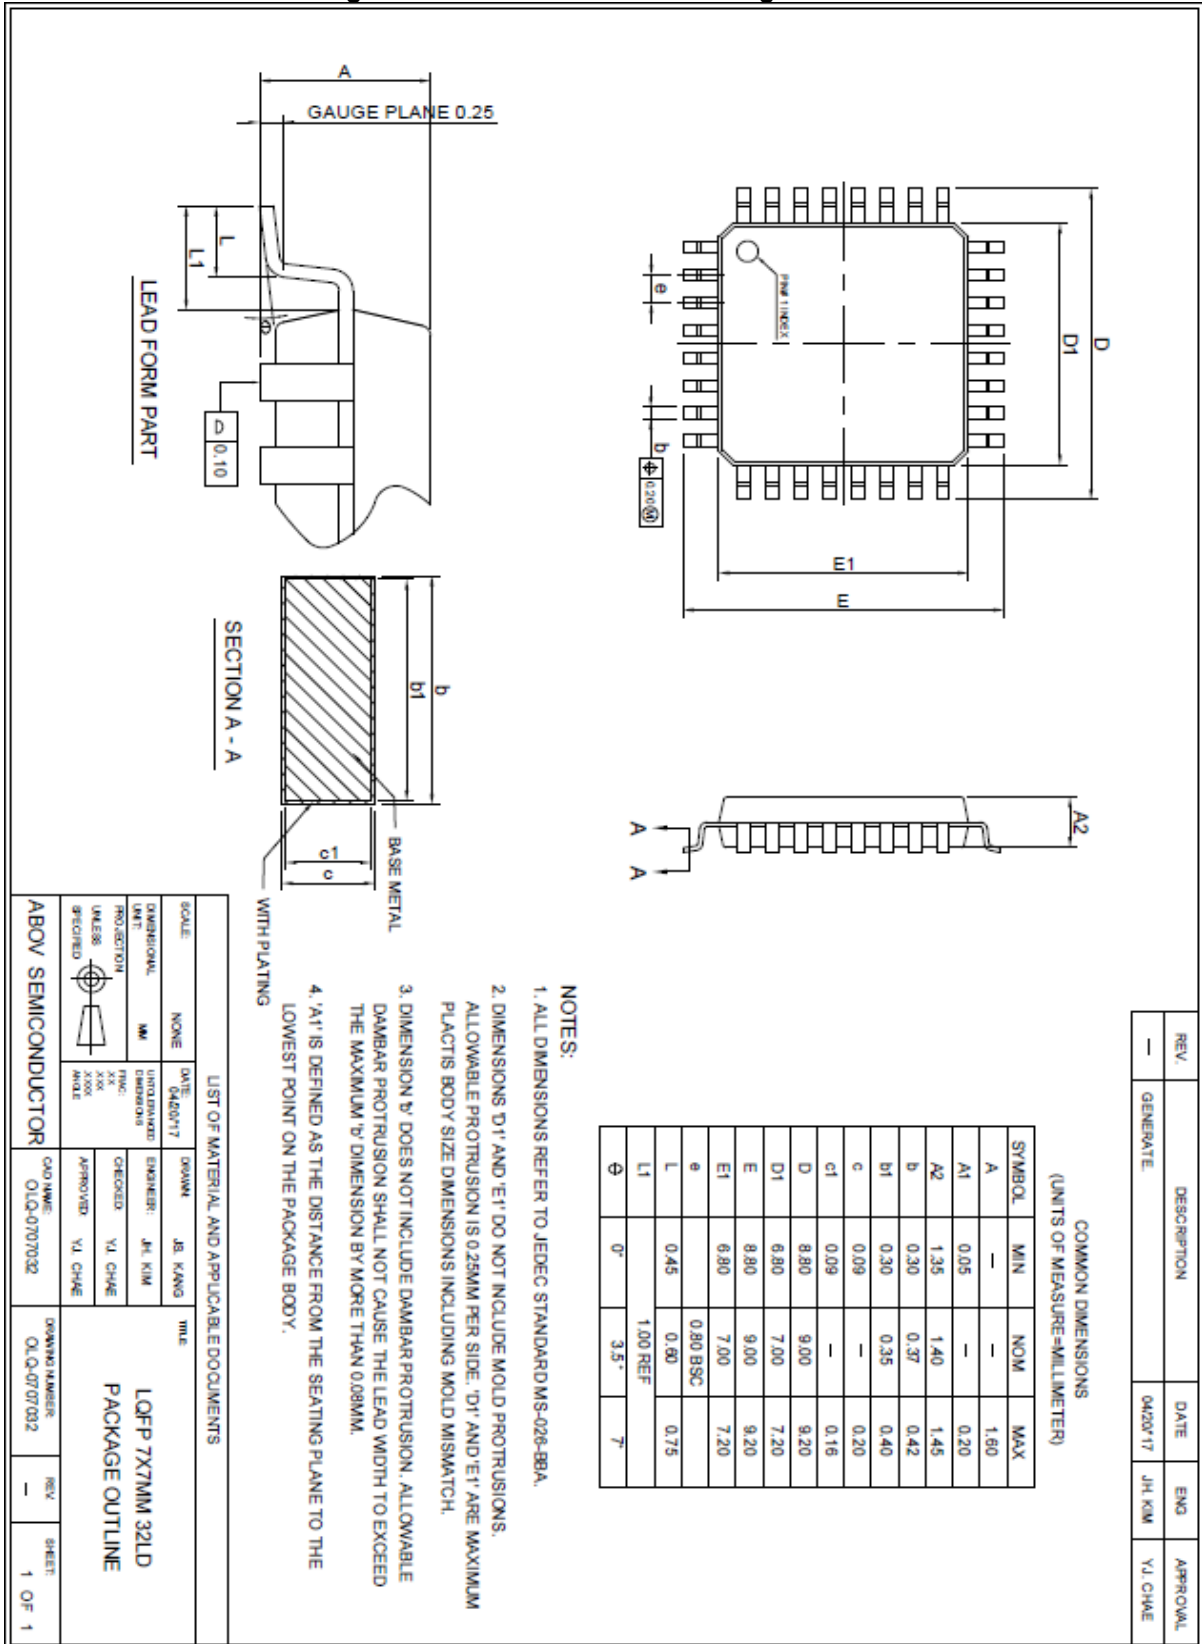 REV. DESCRIPTION DATE ENG APPROVAL
— GENERATE. 04/20/'17 JH. KIM Y.J. CHAE
D
D1
PIN# 1 INDEX
e
b
0.20 M
E1
E
A2
A
A
COMMON DIMENSIONS
(UNITS OF MEASURE=MILLIMETER)
SYMBOL MIN NOM MAX
A — — 1.60
A1 0.05 — 0.20
A2 1.35 1.40 1.45
b 0.30 0.37 0.42
b1 0.30 0.35 0.40
c 0.09 — 0.20
c1 0.09 — 0.16
D 8.80 9.00 9.20
D1 6.80 7.00 7.20
E 8.80 9.00 9.20
E1 6.80 7.00 7.20
e 0.80 BSC
L 0.45 0.60 0.75
L1 1.00 REF
Θ 0° 3.5° 7°
A
GAUGE PLANE 0.25
L
L1
Θ
0.10
LEAD FORM PART
b
b1
c1
c
BASE METAL
WITH PLATING
SECTION A - A
NOTES:
1. ALL DIMENSIONS REFER TO JEDEC STANDARD MS-026-BBA.
2. DIMENSIONS 'D1' AND 'E1' DO NOT INCLUDE MOLD PROTRUSIONS.
ALLOWABLE PROTRUSION IS 0.25MM PER SIDE. 'D1' AND 'E1' ARE MAXIMUM
PLACTIS BODY SIZE DIMENSIONS INCLUDING MOLD MISMATCH.
3. DIMENSION 'b' DOES NOT INCLUDE DAMBAR PROTRUSION. ALLOWABLE
DAMBAR PROTRUSION SHALL NOT CAUSE THE LEAD WIDTH TO EXCEED
THE MAXIMUM 'b' DIMENSION BY MORE THAN 0.08MM.
4. 'A1' IS DEFINED AS THE DISTANCE FROM THE SEATING PLANE TO THE
LOWEST POINT ON THE PACKAGE BODY.
LIST OF MATERIAL AND APPLICABLE DOCUMENTS
SCALE: NONE
DATE: 04/20/'17
DRAWN: JB. KANG
TITLE:
DIMENSIONAL UNIT: MM
UNTOLERANCED DIMENSIONS
ENGINEER: JH. KIM
LQFP 7X7MM 32LD
PACKAGE OUTLINE
PROJECTION
UNLESS
SPECIFIED
FRAC:
X.X
X.XX
X.XXX
ANGLE
CHECKED: Y.J. CHAE
APPROVED: Y.J. CHAE
ABOV SEMICONDUCTOR
CAD NAME: OLQ-0707032
DRAWING NUMBER: OLQ-0707032
REV. —
SHEET: 1 OF 1